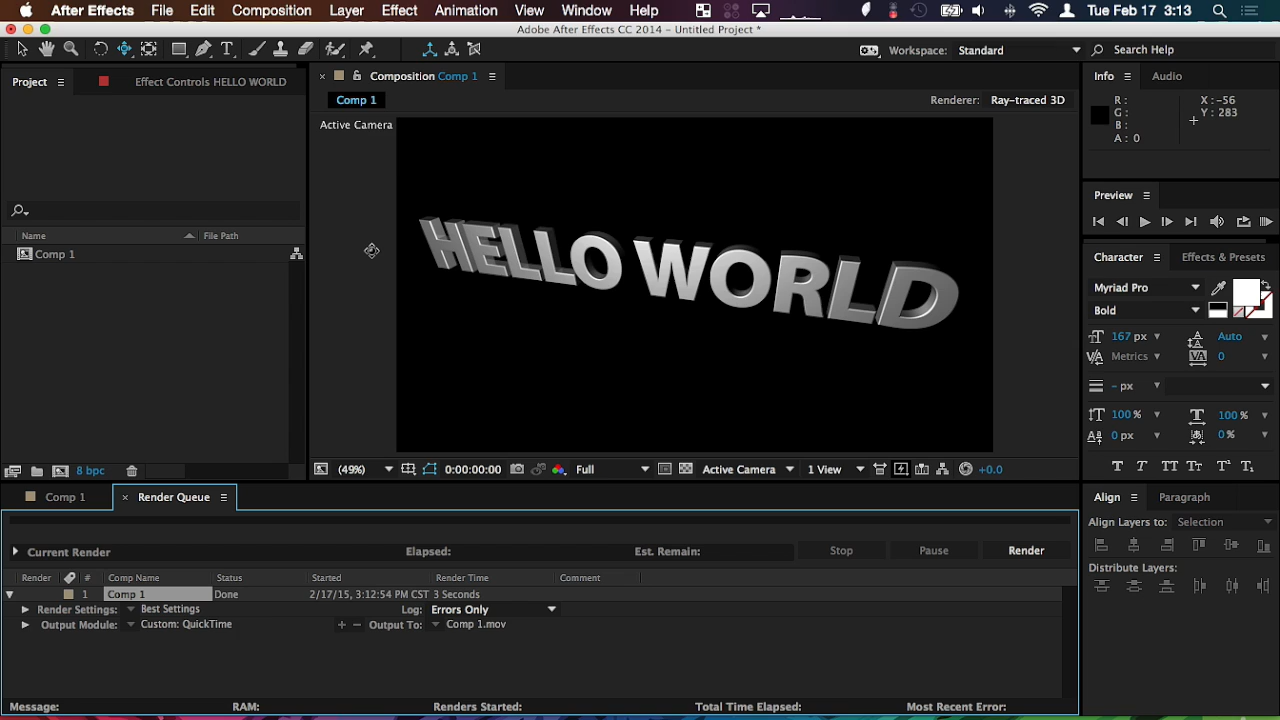 After Effects File Edit Composition Layer Effect Animation View Window Help Tue Feb 17 3:13
Adobe After Effects CC 2014 - Untitled Project *
Workspace: Standard Search Help
Project Effect Controls HELLO WORLD
Composition Comp 1
Comp 1 Renderer: Ray-traced 3D
Active Camera
HELLO WORLD
Name File Path
Comp 1
8 bpc
(49%) 0:00:00:00 Full Active Camera 1 View +0.0
Info Audio
R : X : -56
G : Y : 283
B :
A : 0
Preview
Character Effects & Presets
Myriad Pro
Bold
167 px Auto
Metrics 0
- px
100 % 100 %
0 px 0 %
T T TT Tt T¹ T₁
Align Paragraph
Align Layers to: Selection
Distribute Layers:
Comp 1 Render Queue
Current Render Elapsed: Est. Remain: Stop Pause Render
Render # Comp Name Status Started Render Time Comment
1 Comp 1 Done 2/17/15, 3:12:54 PM CST 3 Seconds
Render Settings: Best Settings Log: Errors Only
Output Module: Custom: QuickTime Output To: Comp 1.mov
Message: RAM: Renders Started: Total Time Elapsed: Most Recent Error: